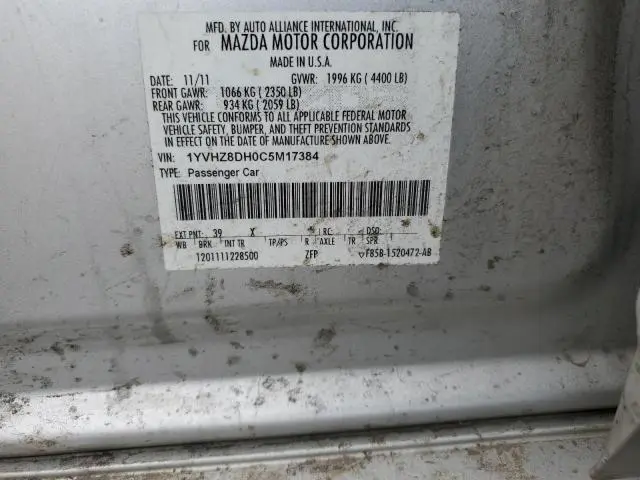 MFD. BY AUTO ALLIANCE INTERNATIONAL, INC.
FOR MAZDA MOTOR CORPORATION
MADE IN U.S.A.
DATE: 11/11 GVWR: 1996 KG ( 4400 LB)
FRONT GAWR: 1066 KG ( 2350 LB)
REAR GAWR: 934 KG ( 2059 LB)
THIS VEHICLE CONFORMS TO ALL APPLICABLE FEDERAL MOTOR
VEHICLE SAFETY, BUMPER, AND THEFT PREVENTION STANDARDS
IN EFFECT ON THE DATE OF MANUFACTURE SHOWN ABOVE.
VIN: 1YVHZ8DH0C5M17384
TYPE: Passenger Car
EXT PNT: 39 X RC: DSO:
WB BRK INT TR TP/PS R AXLE TR SPR
1201111228500 ZFP F85B-1520472-AB